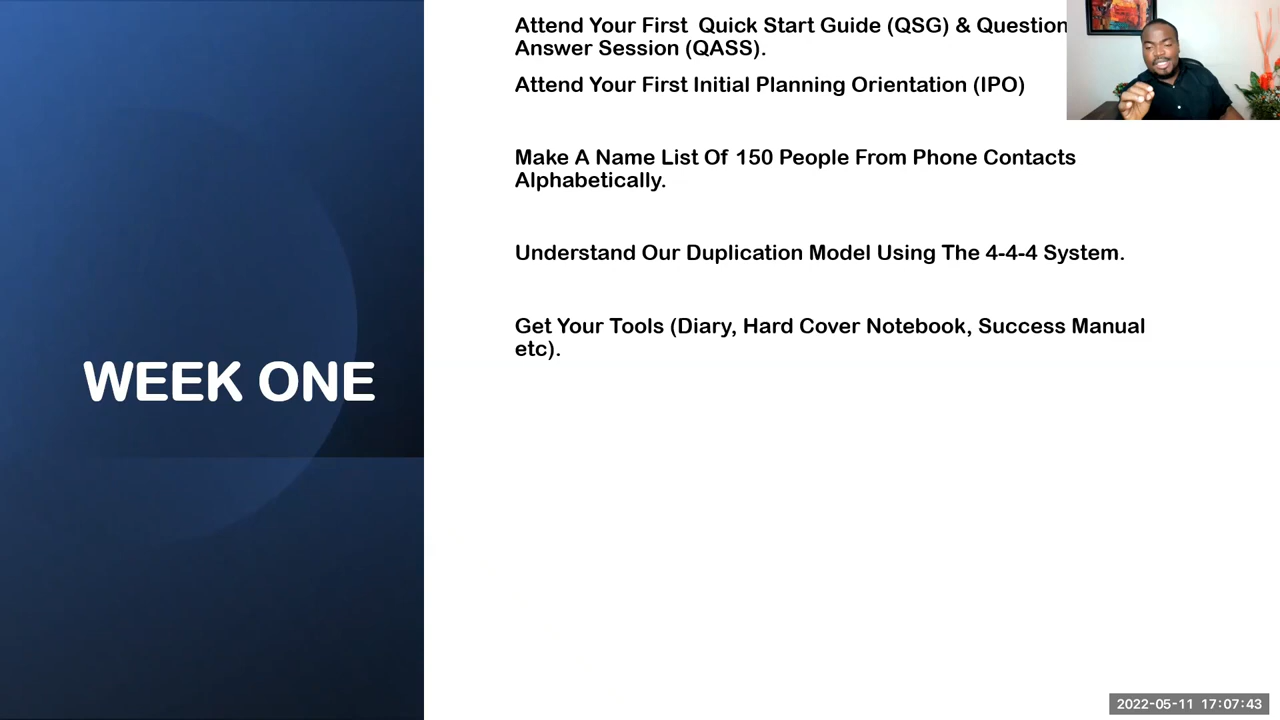 Attend Your First Quick Start Guide (QSG) & Question
Answer Session (QASS).
Attend Your First Initial Planning Orientation (IPO)
Make A Name List Of 150 People From Phone Contacts
Alphabetically.
Understand Our Duplication Model Using The 4-4-4 System.
Get Your Tools (Diary, Hard Cover Notebook, Success Manual
etc).
WEEK ONE
2022-05-11 17:07:43